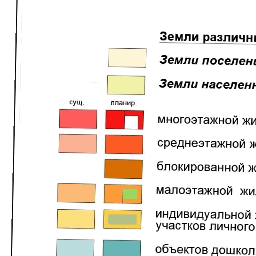 Земли различн
Земли поселен
Земли населенн
сущ. планир.
многоэтажной жи
среднеэтажной ж
блокированной ж
малоэтажной жил
индивидуальной
участков личного
объектов дошкол